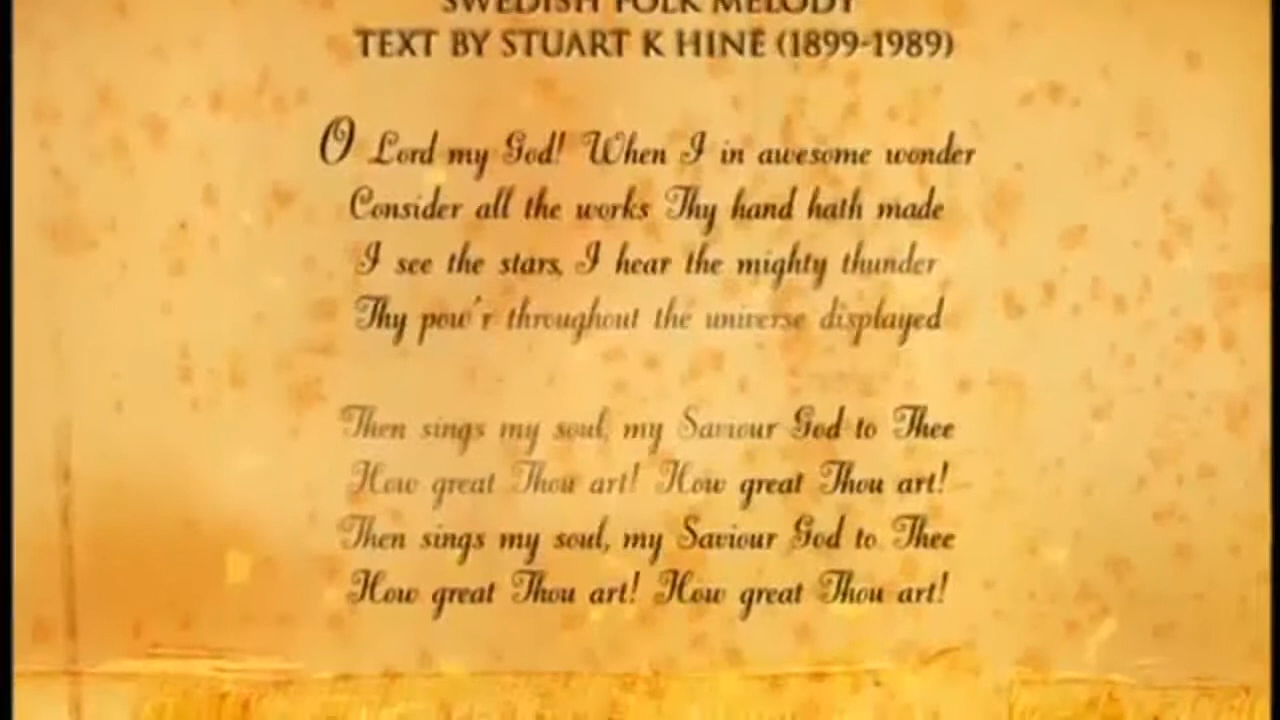 SWEDISH FOLK MELODY
TEXT BY STUART K HINE (1899-1989)
O Lord my God! When I in awesome wonder
Consider all the works Thy hand hath made
I see the stars, I hear the mighty thunder
Thy pow'r throughout the universe displayed
Then sings my soul, my Saviour God to Thee
How great Thou art! How great Thou art!
Then sings my soul, my Saviour God to Thee
How great Thou art! How great Thou art!